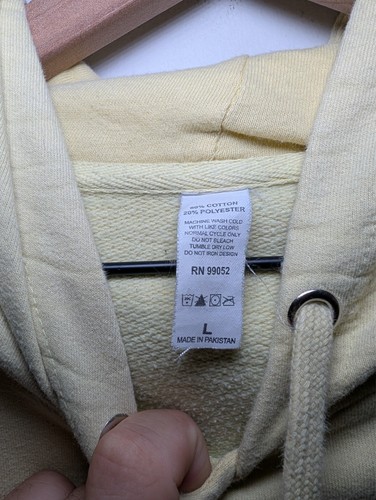 80% COTTON
20% POLYESTER
MACHINE WASH COLD
WITH LIKE COLORS
NORMAL CYCLE ONLY
DO NOT BLEACH
TUMBLE DRY LOW
DO NOT IRON DESIGN
RN 99052
L
MADE IN PAKISTAN